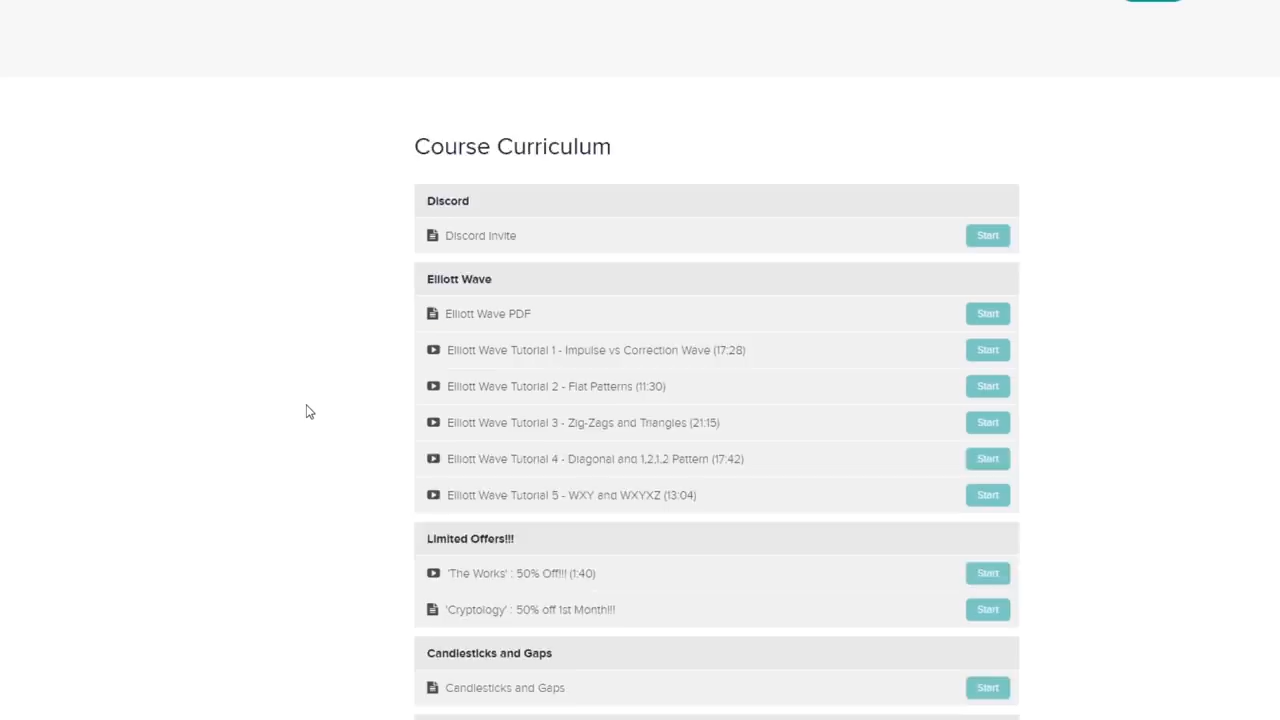 Course Curriculum
Discord
Discord Invite Start
Elliott Wave
Elliott Wave PDF Start
Elliott Wave Tutorial 1 - Impulse vs Correction Wave (17:28) Start
Elliott Wave Tutorial 2 - Flat Patterns (11:30) Start
Elliott Wave Tutorial 3 - Zig-Zags and Triangles (21:15) Start
Elliott Wave Tutorial 4 - Diagonal and 1,2,1,2 Pattern (17:42) Start
Elliott Wave Tutorial 5 - WXY and WXYXZ (13:04) Start
Limited Offers!!!
'The Works' : 50% Off!!! (1:40) Start
'Cryptology' : 50% off 1st Month!!! Start
Candlesticks and Gaps
Candlesticks and Gaps Start